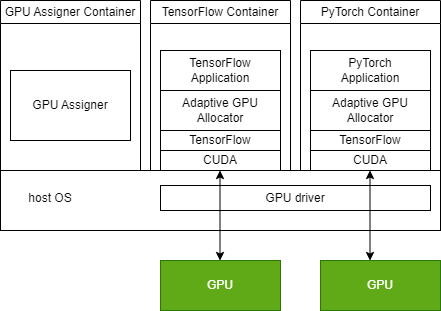 GPU Assigner Container
TensorFlow Container
PyTorch Container
GPU Assigner
TensorFlow
Application
Adaptive GPU
Allocator
TensorFlow
CUDA
PyTorch
Application
Adaptive GPU
Allocator
TensorFlow
CUDA
host OS
GPU driver
GPU
GPU